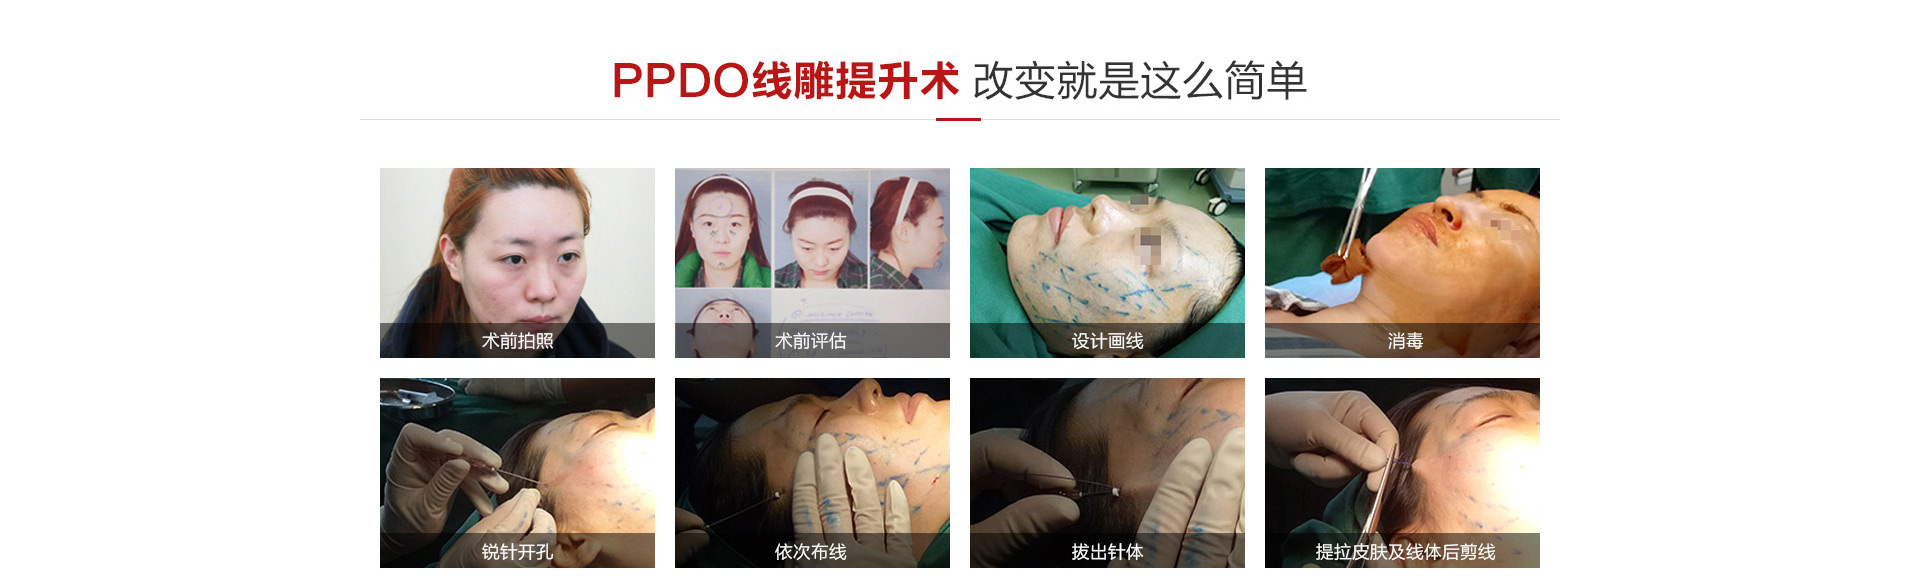 PPDO线雕提升术 改变就是这么简单
术前拍照
术前评估
设计画线
消毒
锐针开孔
依次布线
拔出针体
提拉皮肤及线体后剪线